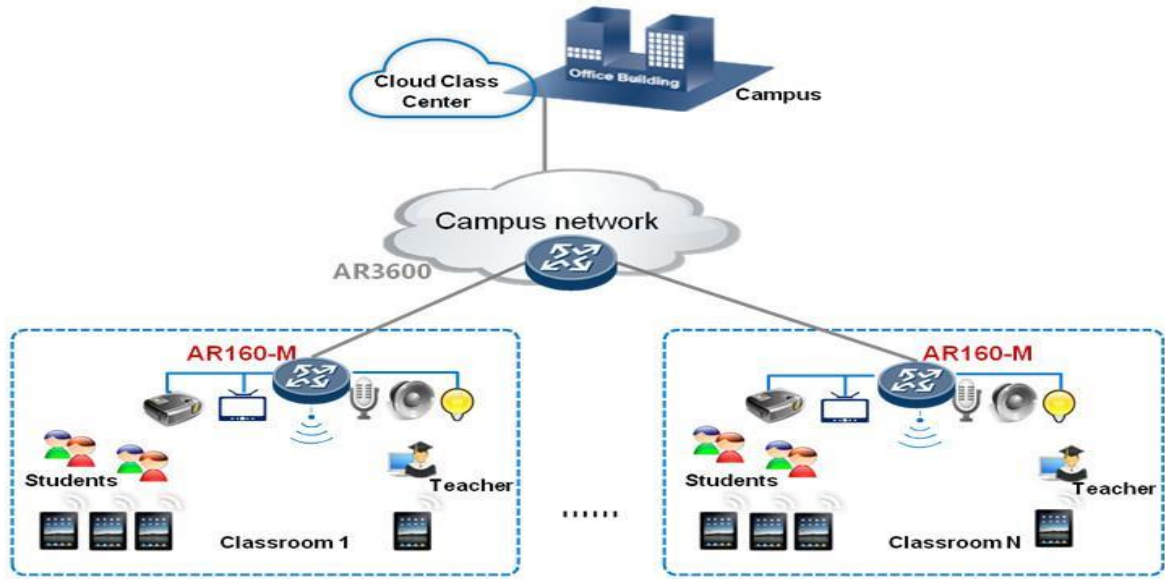 Cloud Class
Center
Office Building
Campus
Campus network
AR3600
AR160-M
Students
Teacher
Classroom 1
......
AR160-M
Students
Teacher
Classroom N